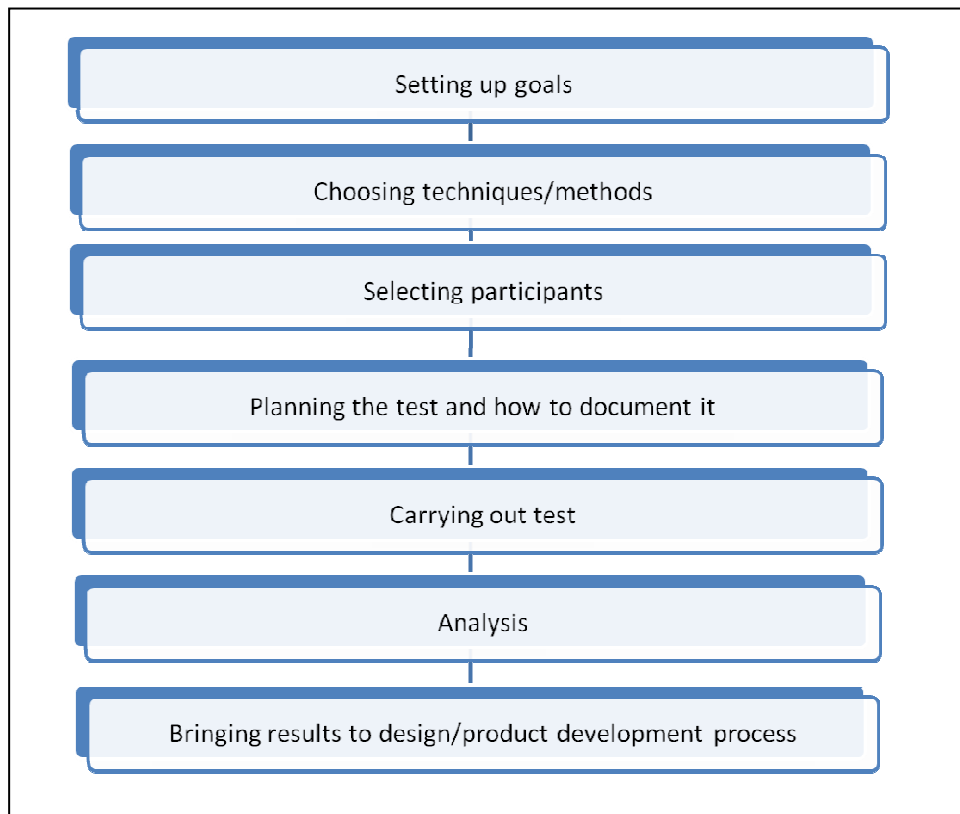 Setting up goals
Choosing techniques/methods
Selecting participants
Planning the test and how to document it
Carrying out test
Analysis
Bringing results to design/product development process